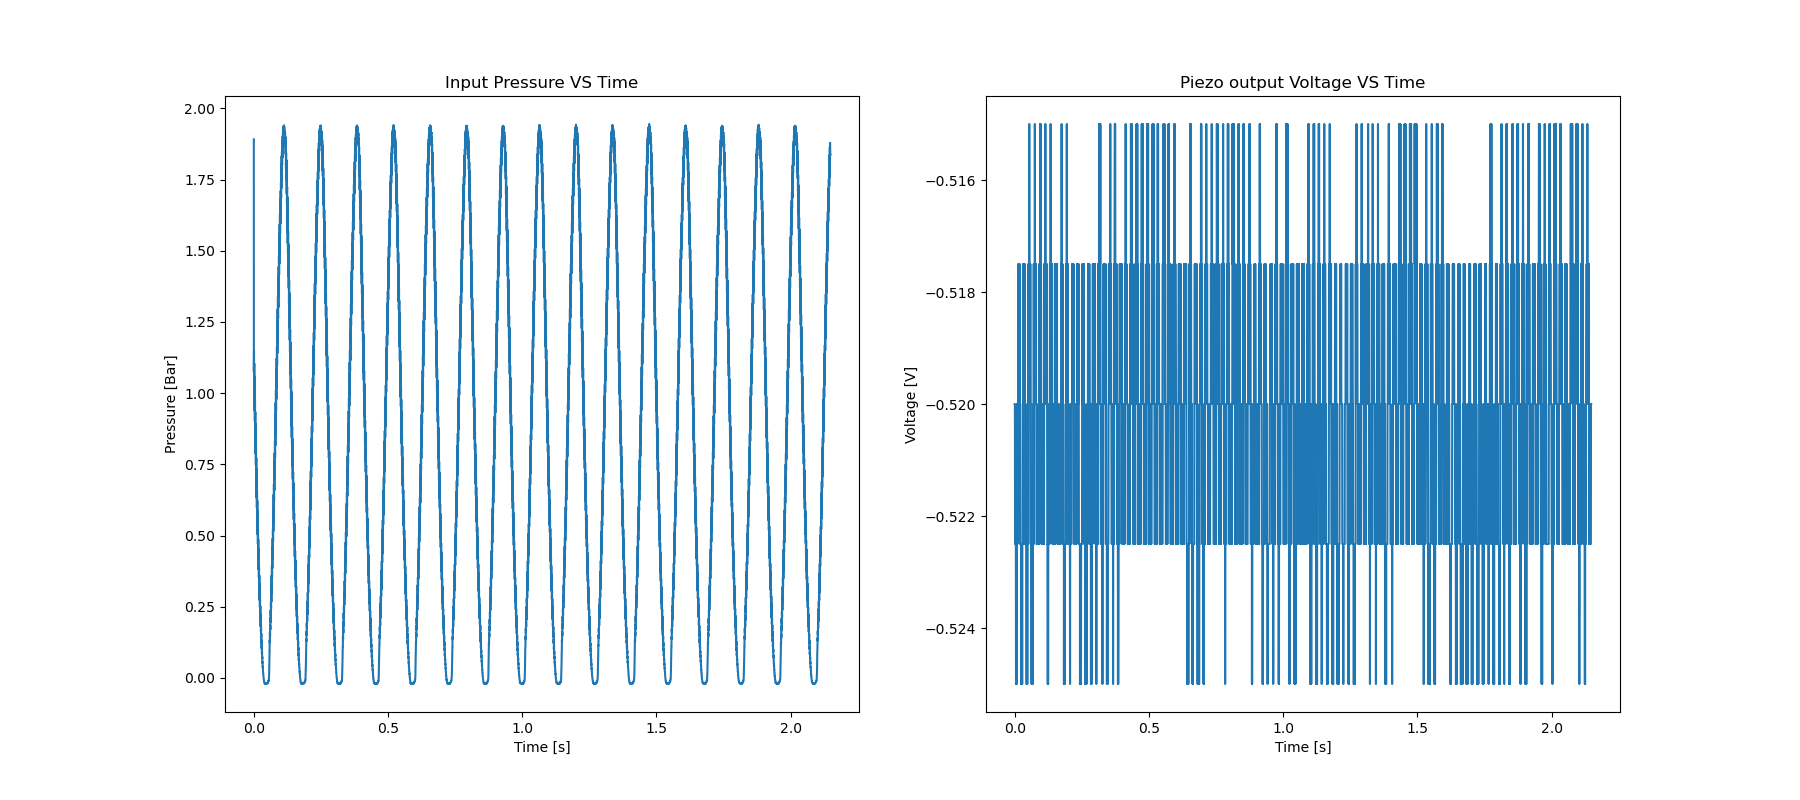 Input Pressure VS Time
2.00
1.75
1.50
1.25
1.00
0.75
0.50
0.25
0.00
Pressure [Bar]
0.0 0.5 1.0 1.5 2.0
Time [s]
Piezo output Voltage VS Time
−0.516
−0.518
−0.520
−0.522
−0.524
Voltage [V]
0.0 0.5 1.0 1.5 2.0
Time [s]